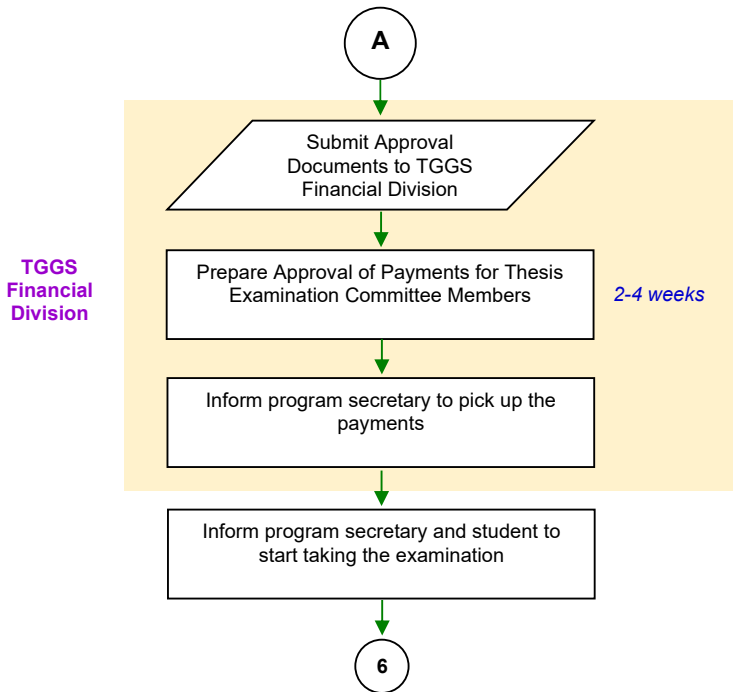 A
Submit Approval
Documents to TGGS
Financial Division
TGGS
Financial
Division
Prepare Approval of Payments for Thesis
Examination Committee Members
2-4 weeks
Inform program secretary to pick up the
payments
Inform program secretary and student to
start taking the examination
6